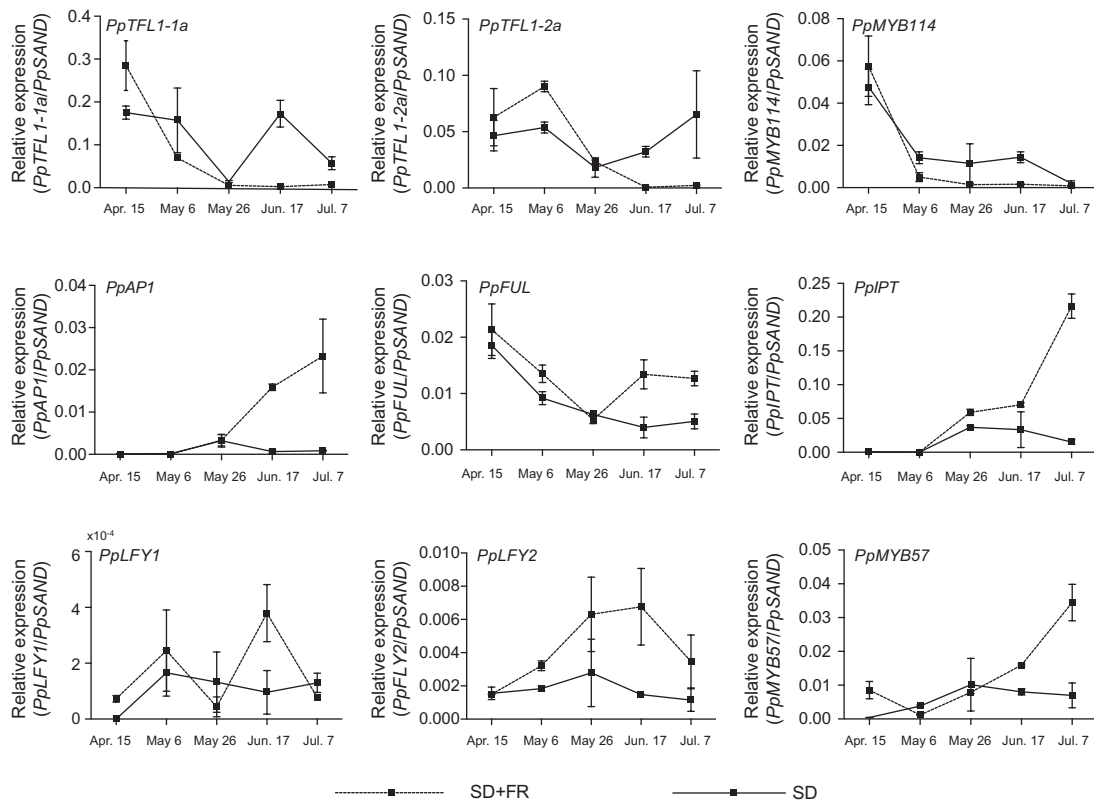 PpTFL1-1a
Relative expression
(PpTFL1-1a/PpSAND)
0.4
0.3
0.2
0.1
0.0
Apr. 15 May 6 May 26 Jun. 17 Jul. 7
PpTFL1-2a
Relative expression
(PpTFL1-2a/PpSAND)
0.15
0.10
0.05
0.00
Apr. 15 May 6 May 26 Jun. 17 Jul. 7
PpMYB114
Relative expression
(PpMYB114/PpSAND)
0.08
0.06
0.04
0.02
0.00
Apr. 15 May 6 May 26 Jun. 17 Jul. 7
PpAP1
Relative expression
(PpAP1/PpSAND)
0.04
0.03
0.02
0.01
0.00
Apr. 15 May 6 May 26 Jun. 17 Jul. 7
PpFUL
Relative expression
(PpFUL/PpSAND)
0.03
0.02
0.01
0.00
Apr. 15 May 6 May 26 Jun. 17 Jul. 7
PpIPT
Relative expression
(PpIPT/PpSAND)
0.25
0.20
0.15
0.10
0.05
0.00
Apr. 15 May 6 May 26 Jun. 17 Jul. 7
x10-4
PpLFY1
Relative expression
(PpLFY1/PpSAND)
6
4
2
0
Apr. 15 May 6 May 26 Jun. 17 Jul. 7
PpLFY2
Relative expression
(PpFLY2/PpSAND)
0.010
0.008
0.006
0.004
0.002
0.000
Apr. 15 May 6 May 26 Jun. 17 Jul. 7
PpMYB57
Relative expression
(PpMYB57/PpSAND)
0.05
0.04
0.03
0.02
0.01
0.00
Apr. 15 May 6 May 26 Jun. 17 Jul. 7
SD+FR SD